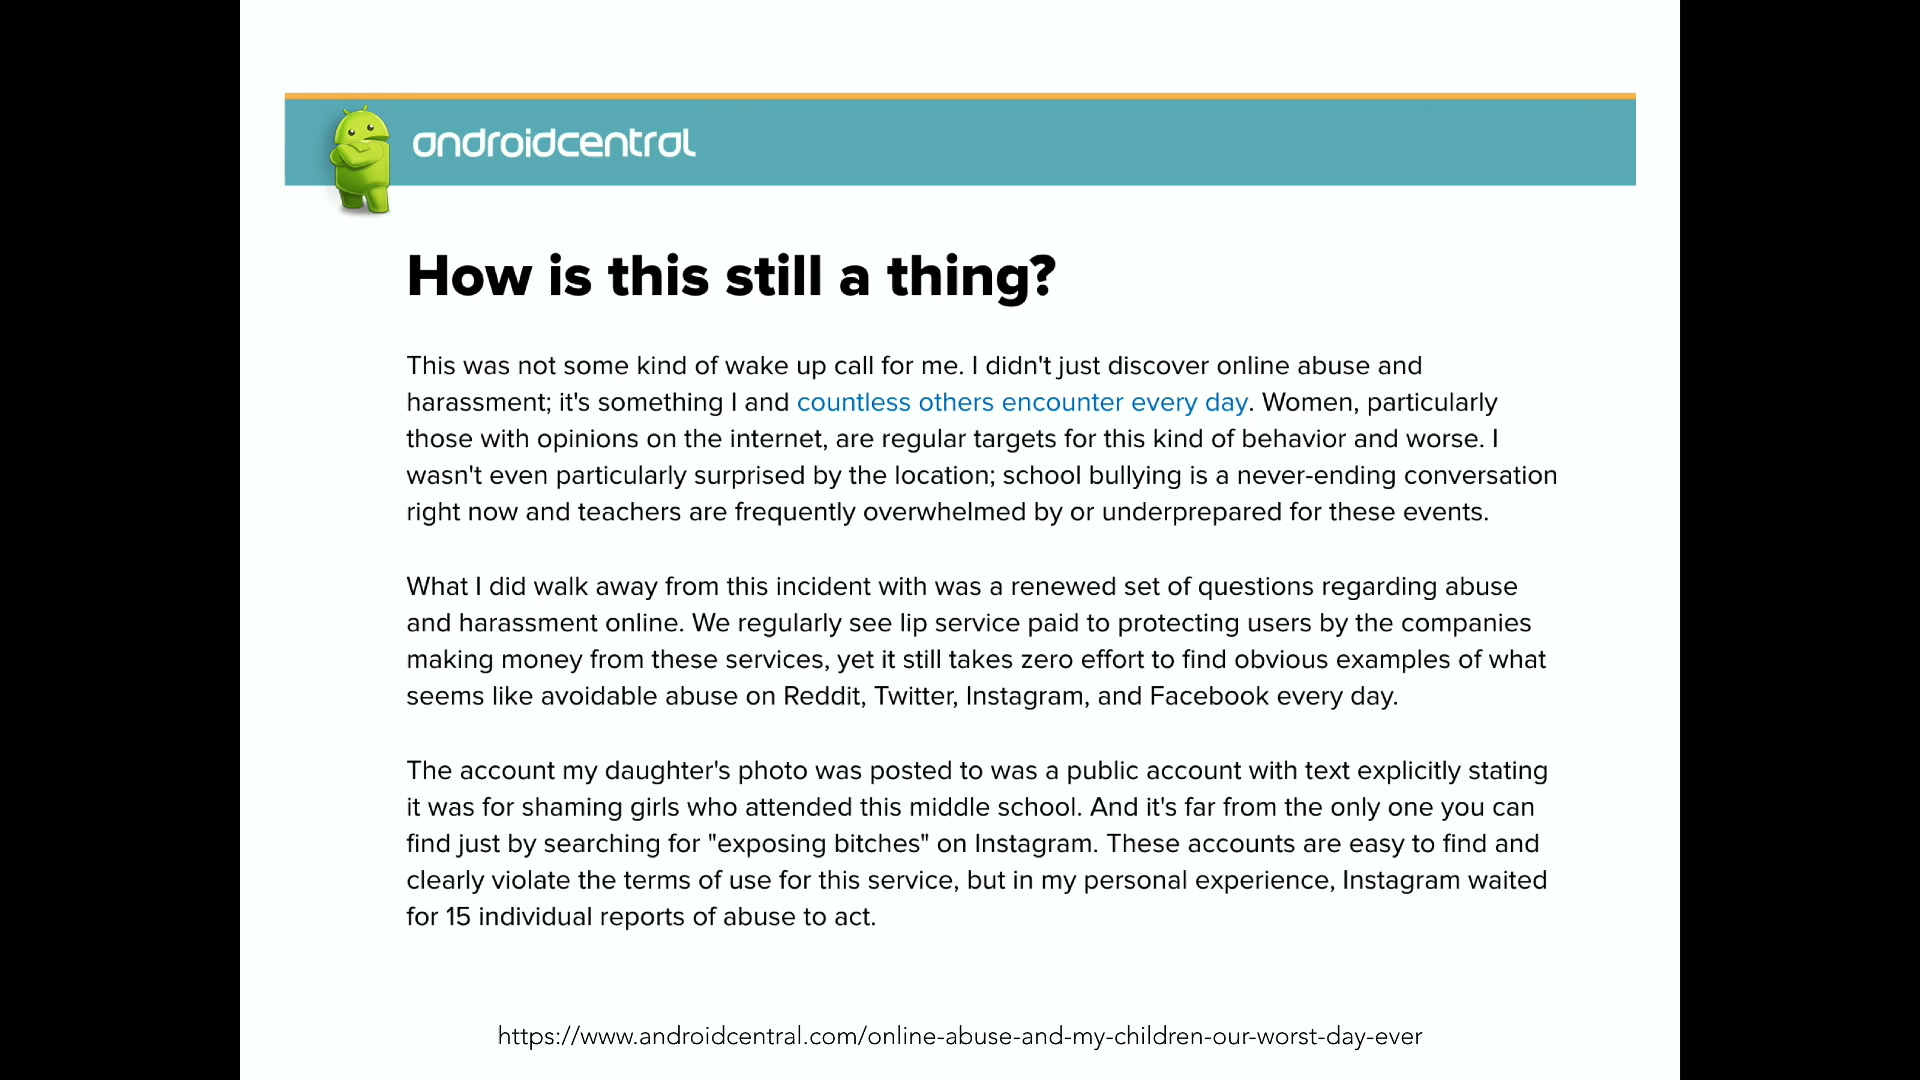 androidcentral
How is this still a thing?
This was not some kind of wake up call for me. I didn't just discover online abuse and
harassment; it's something I and countless others encounter every day. Women, particularly
those with opinions on the internet, are regular targets for this kind of behavior and worse. I
wasn't even particularly surprised by the location; school bullying is a never-ending conversation
right now and teachers are frequently overwhelmed by or underprepared for these events.
What I did walk away from this incident with was a renewed set of questions regarding abuse
and harassment online. We regularly see lip service paid to protecting users by the companies
making money from these services, yet it still takes zero effort to find obvious examples of what
seems like avoidable abuse on Reddit, Twitter, Instagram, and Facebook every day.
The account my daughter's photo was posted to was a public account with text explicitly stating
it was for shaming girls who attended this middle school. And it's far from the only one you can
find just by searching for "exposing bitches" on Instagram. These accounts are easy to find and
clearly violate the terms of use for this service, but in my personal experience, Instagram waited
for 15 individual reports of abuse to act.
https://www.androidcentral.com/online-abuse-and-my-children-our-worst-day-ever